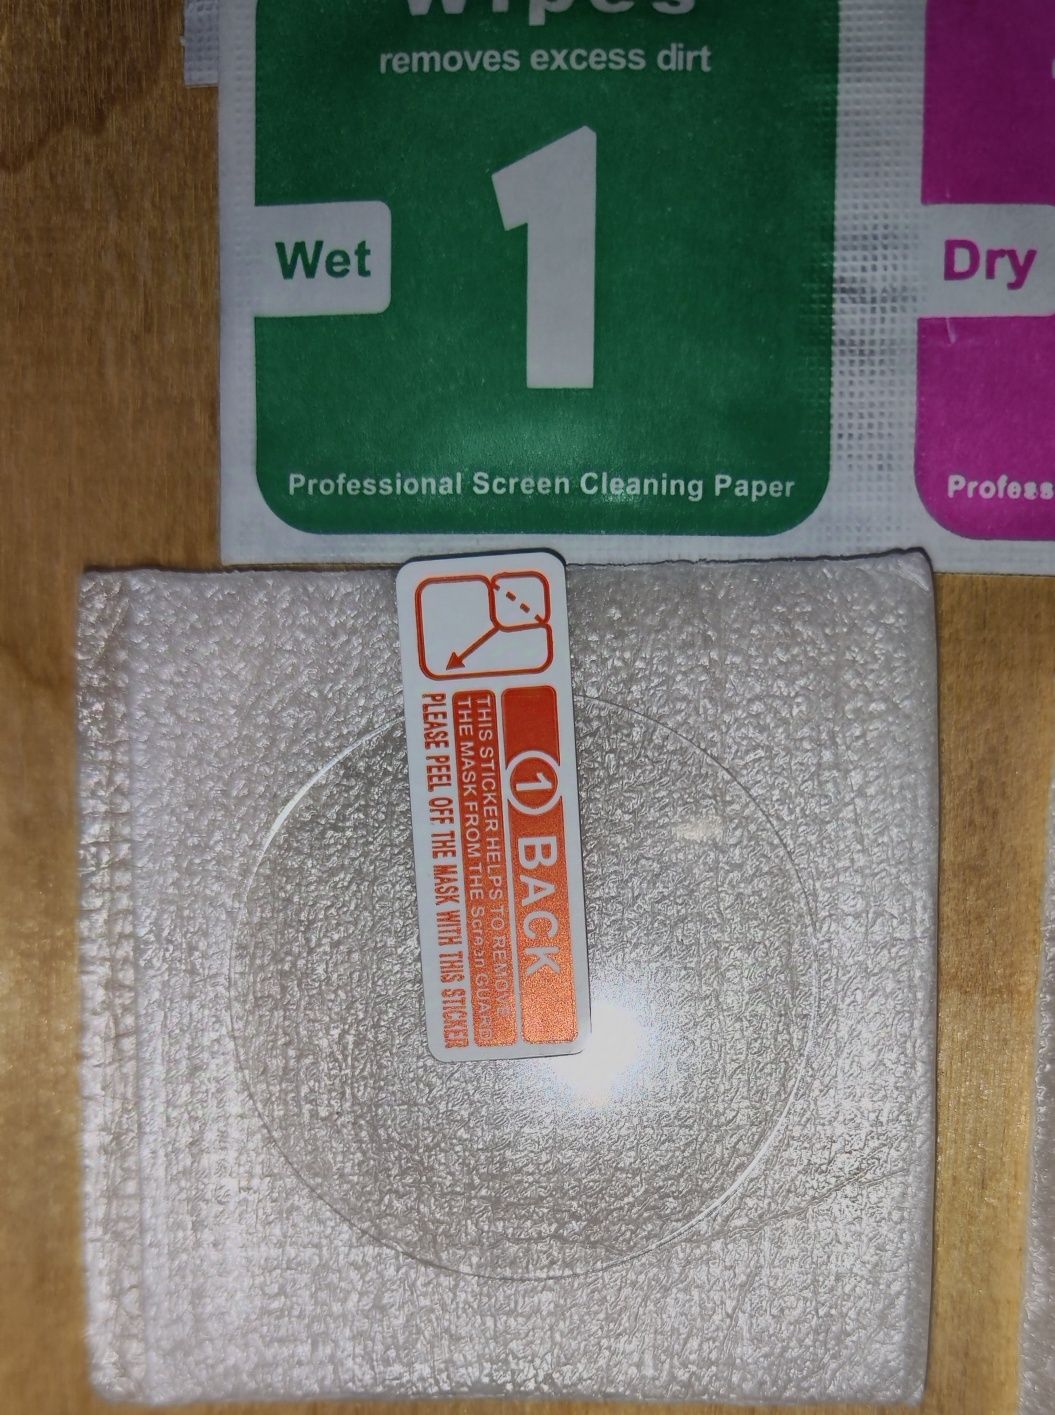 Wipes
removes excess dirt
1
Wet
Professional Screen Cleaning Paper
Dry
1 BACK
THIS STICKER HELPS TO REMOVE
THE MASK FROM THE Screen GUARD
PLEASE PEEL OFF THE MASK WITH THIS STICKER